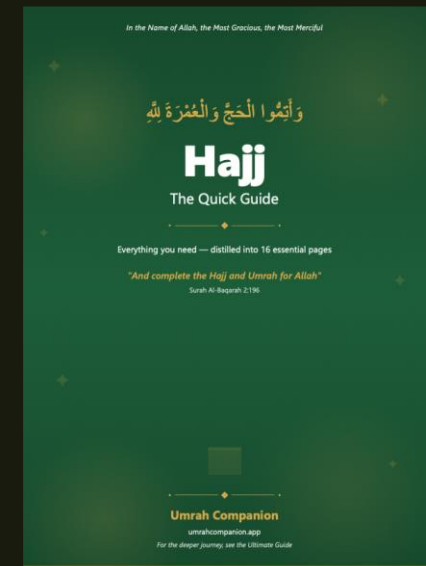 In the Name of Allah, the Most Gracious, the Most Merciful
وَأَتِمُّوا الْحَجَّ وَالْعُمْرَةَ لِلَّهِ
Hajj
The Quick Guide
Everything you need — distilled into 16 essential pages
"And complete the Hajj and Umrah for Allah"
Surah Al-Baqarah 2:196
Umrah Companion
umrahcompanion.app
For the deeper journey, see the Ultimate Guide